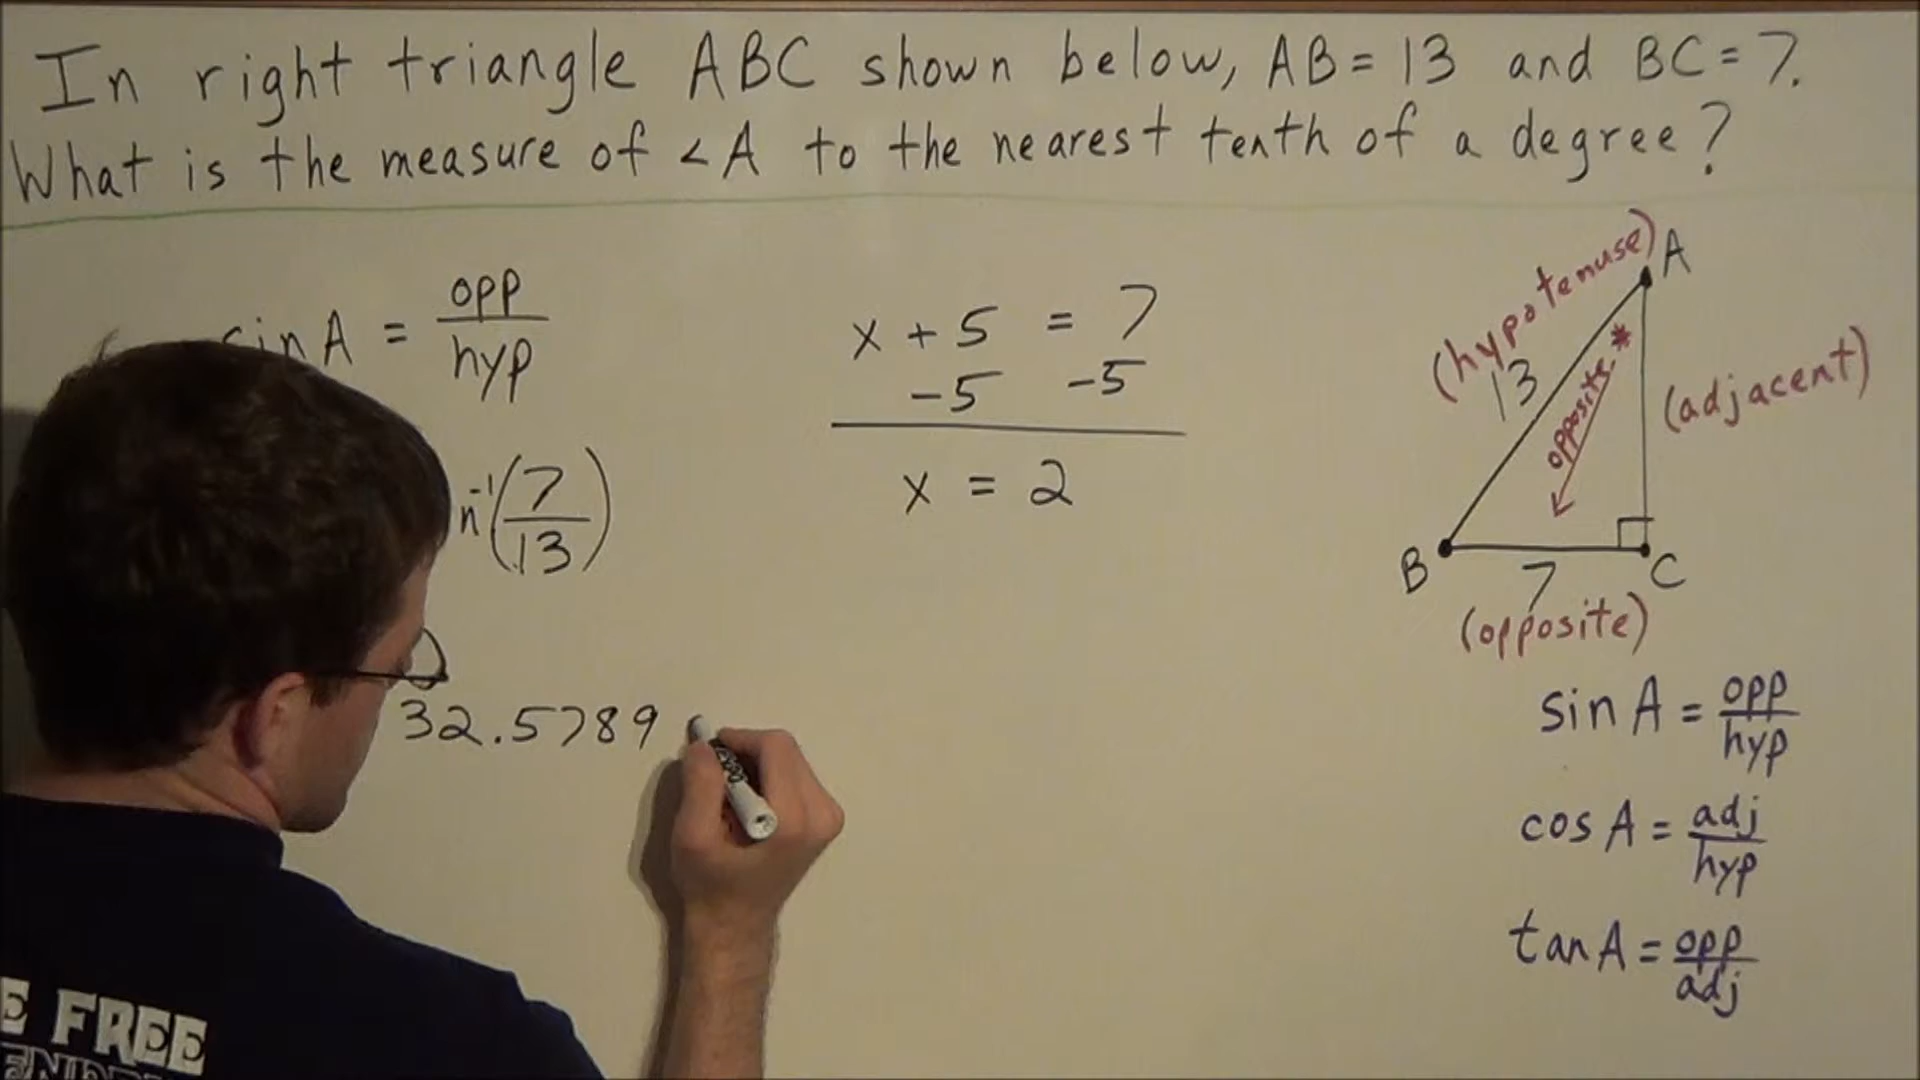 In right triangle ABC shown below, AB = 13 and BC = 7.
What is the measure of <A to the nearest tenth of a degree?
sin A = opp/hyp
n⁻¹(7/13)
32.5789
x + 5 = 7
-5 -5
x = 2
(hypotenuse)
A
13
opposite *
(adjacent)
B
7
C
(opposite)
sin A = opp/hyp
cos A = adj/hyp
tan A = opp/adj
E FREE